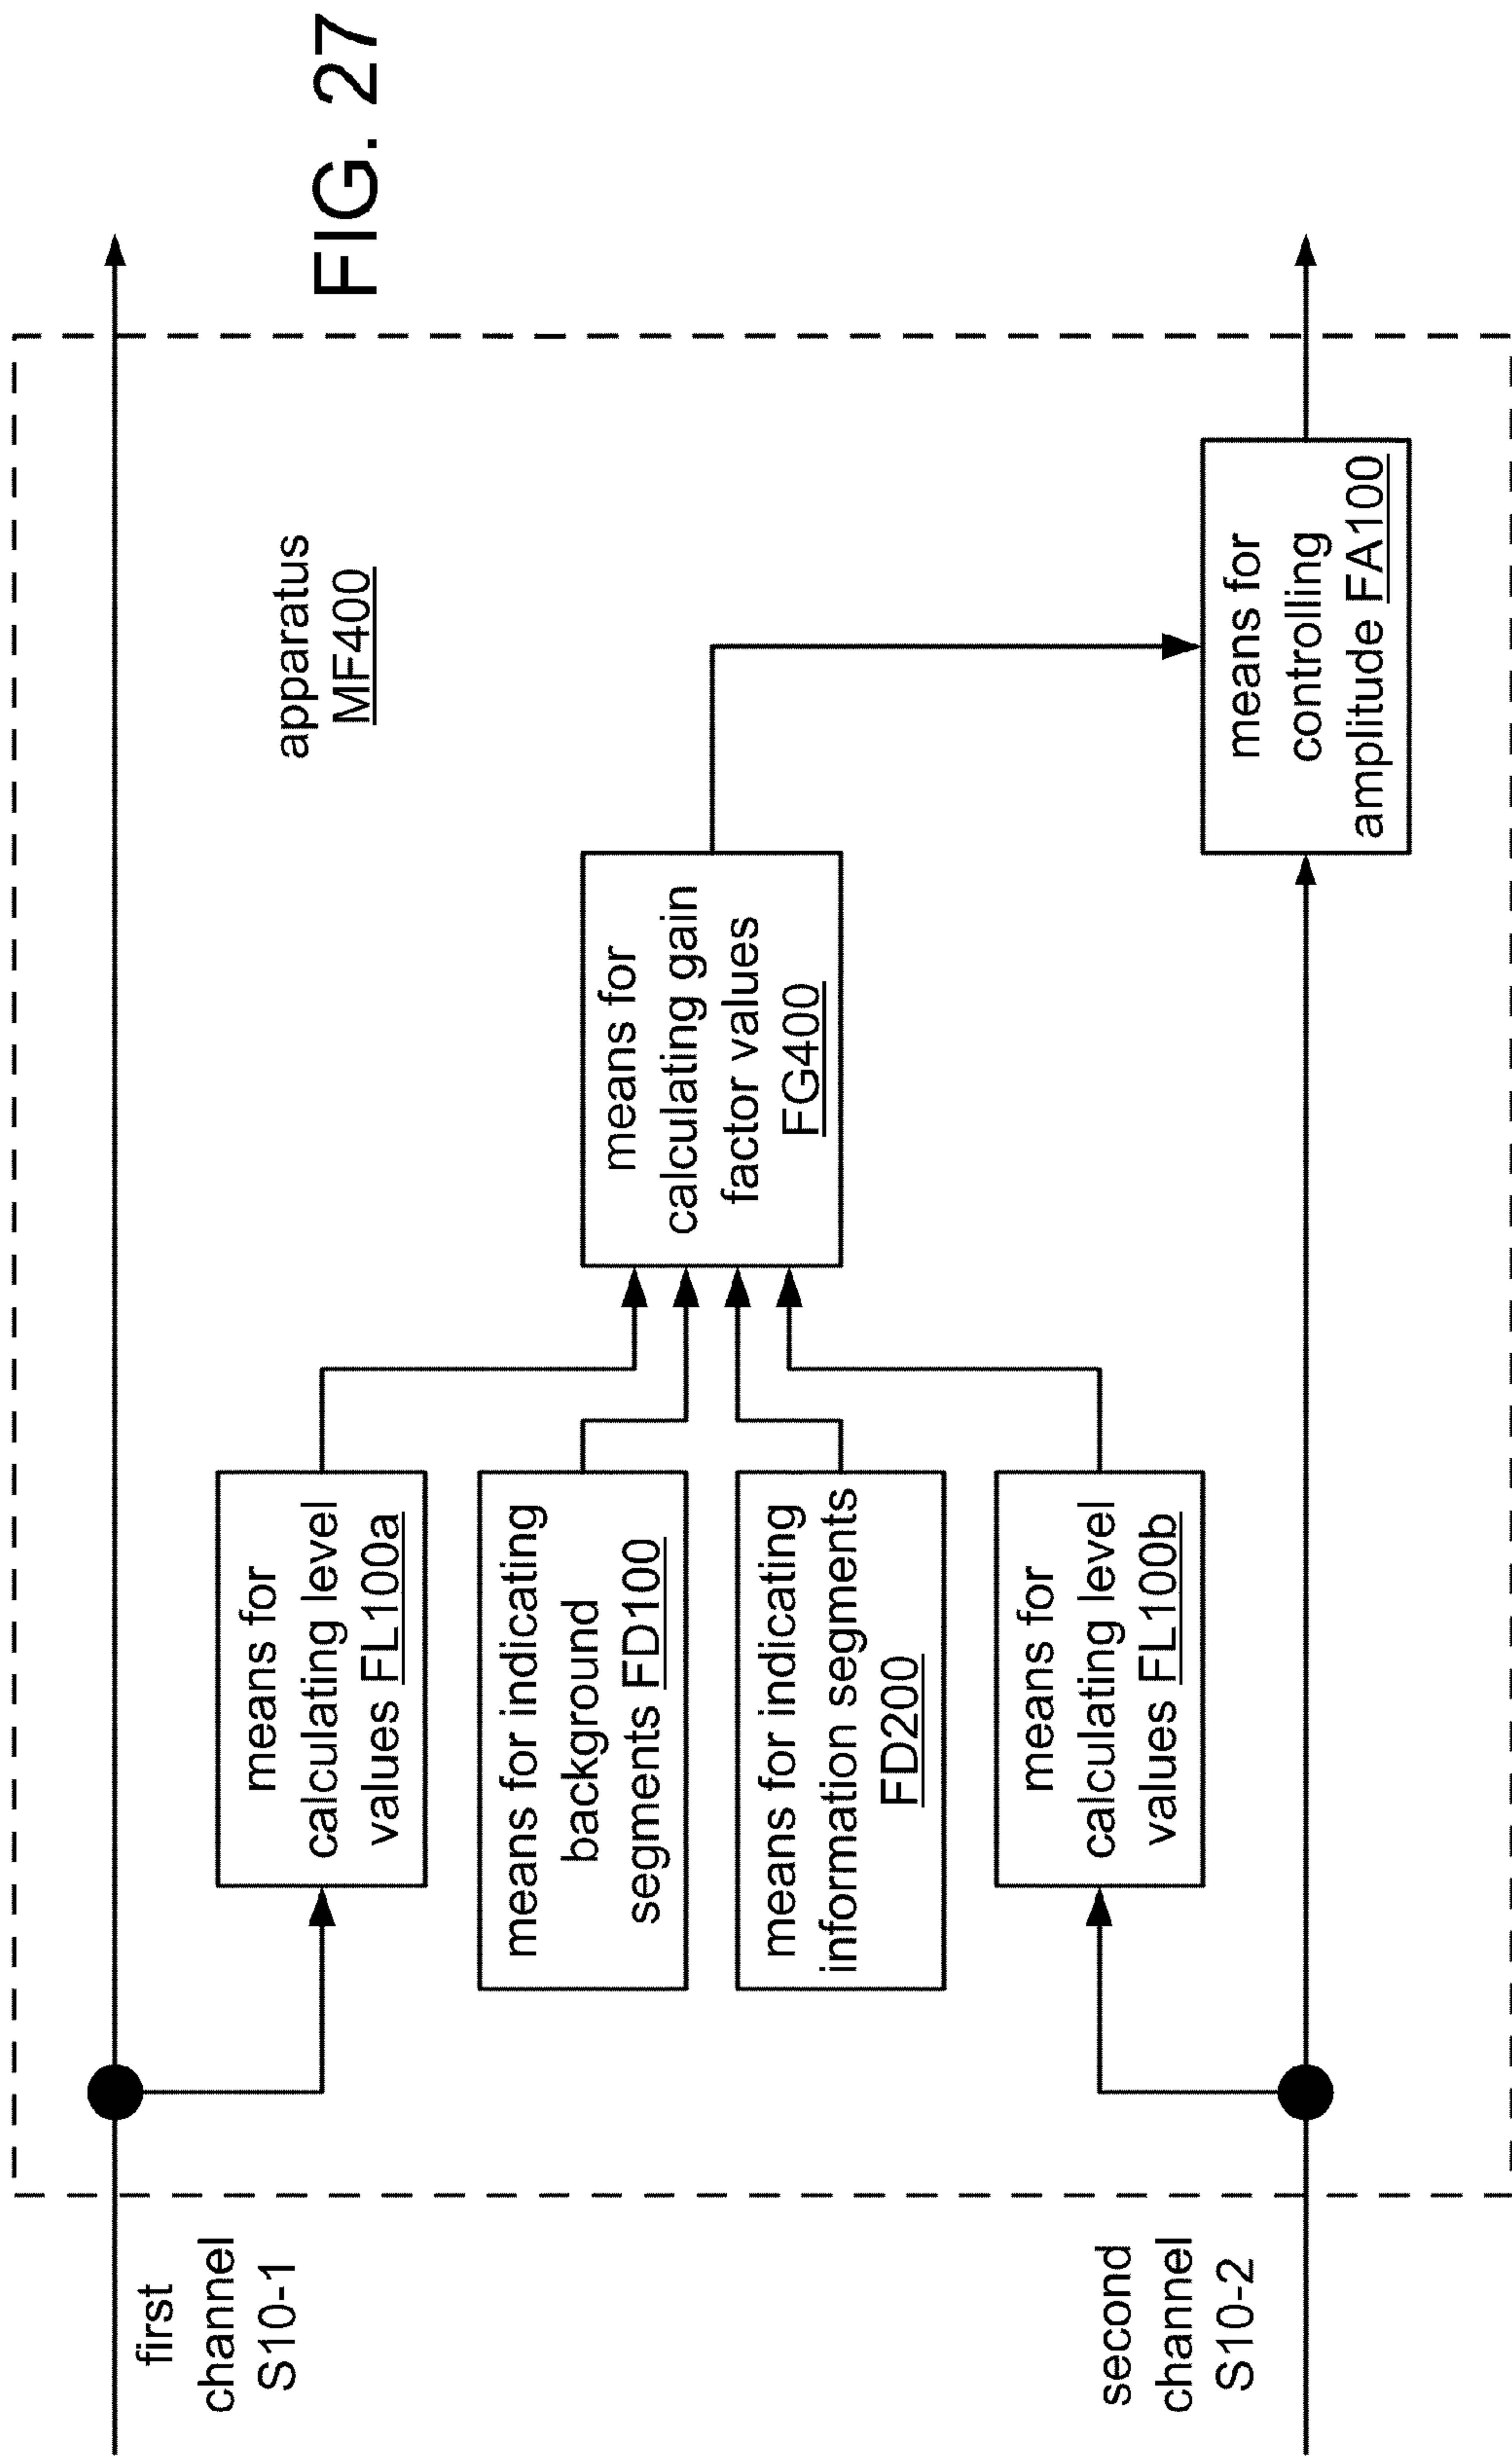 FIG. 27
apparatus
MF400
first
channel
S10-1
second
channel
S10-2
means for
calculating level
values FL100a
means for indicating
background
segments FD100
means for indicating
information segments
FD200
means for
calculating level
values FL100b
means for
calculating gain
factor values
FG400
means for
controlling
amplitude FA100